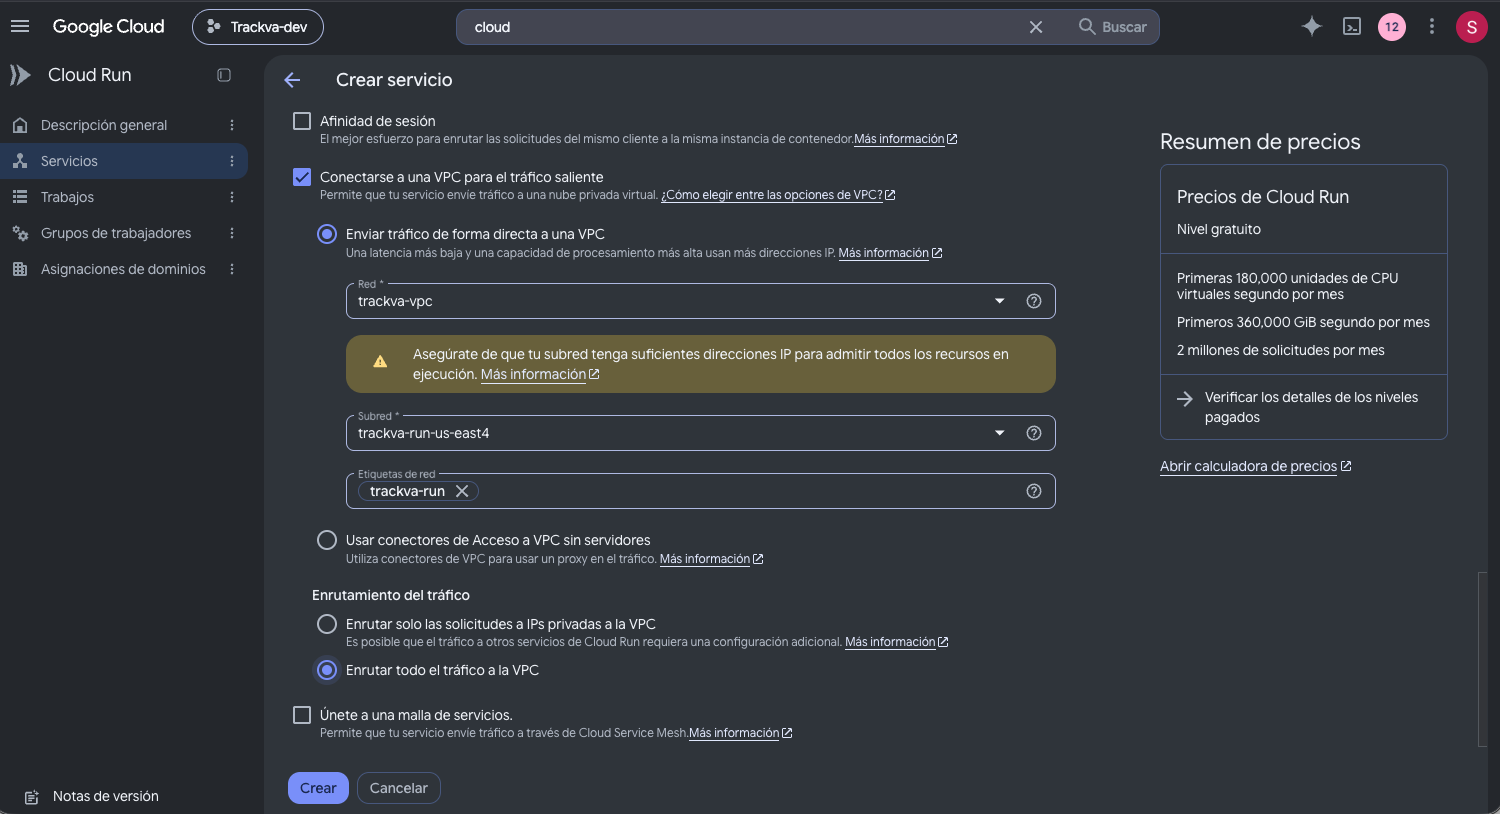 Google Cloud
Trackva-dev
cloud
Buscar
12
S
Cloud Run
Descripción general
Servicios
Trabajos
Grupos de trabajadores
Asignaciones de dominios
Notas de versión
Crear servicio
Afinidad de sesión
El mejor esfuerzo para enrutar las solicitudes del mismo cliente a la misma instancia de contenedor.Más información
Conectarse a una VPC para el tráfico saliente
Permite que tu servicio envíe tráfico a una nube privada virtual. ¿Cómo elegir entre las opciones de VPC?
Enviar tráfico de forma directa a una VPC
Una latencia más baja y una capacidad de procesamiento más alta usan más direcciones IP. Más información
Red *
trackva-vpc
Asegúrate de que tu subred tenga suficientes direcciones IP para admitir todos los recursos en
ejecución. Más información
Subred *
trackva-run-us-east4
Etiquetas de red
trackva-run
Usar conectores de Acceso a VPC sin servidores
Utiliza conectores de VPC para usar un proxy en el tráfico. Más información
Enrutamiento del tráfico
Enrutar solo las solicitudes a IPs privadas a la VPC
Es posible que el tráfico a otros servicios de Cloud Run requiera una configuración adicional. Más información
Enrutar todo el tráfico a la VPC
Únete a una malla de servicios.
Permite que tu servicio envíe tráfico a través de Cloud Service Mesh.Más información
Crear
Cancelar
Resumen de precios
Precios de Cloud Run
Nivel gratuito
Primeras 180,000 unidades de CPU
virtuales segundo por mes
Primeros 360,000 GiB segundo por mes
2 millones de solicitudes por mes
Verificar los detalles de los niveles
pagados
Abrir calculadora de precios